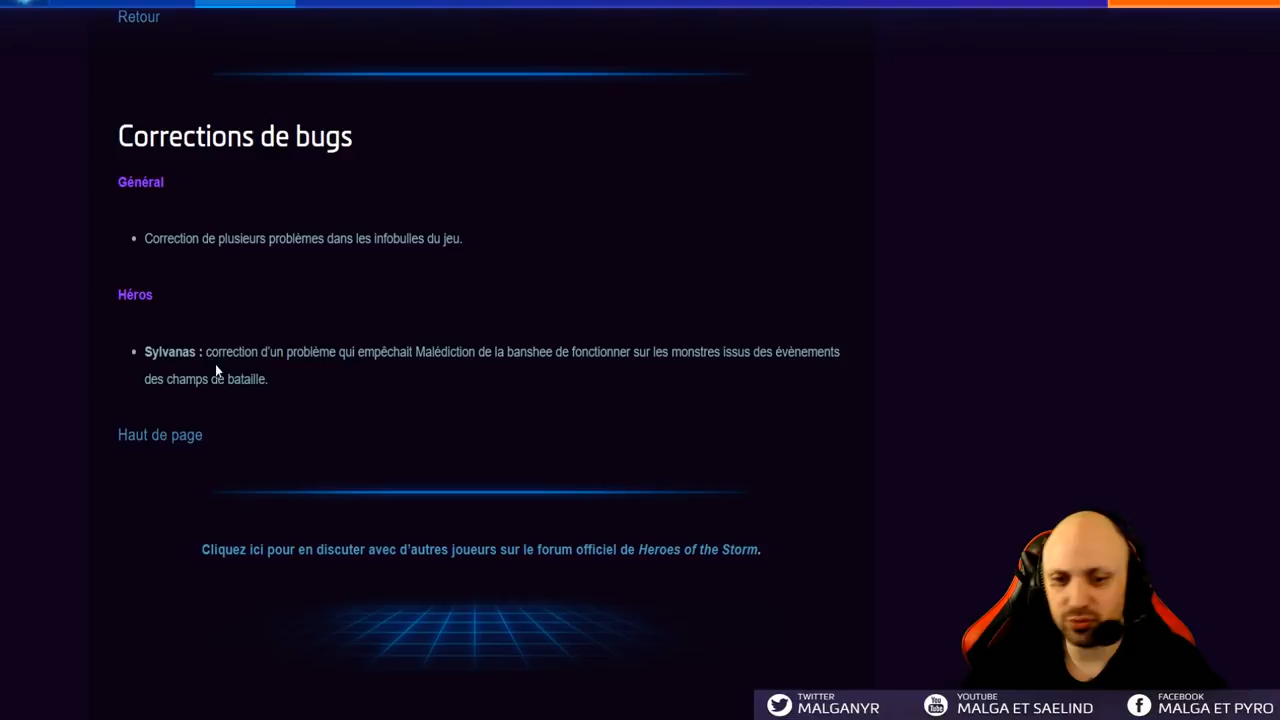 Retour
Corrections de bugs
Général
• Correction de plusieurs problèmes dans les infobulles du jeu.
Héros
• Sylvanas : correction d'un problème qui empêchait Malédiction de la banshee de fonctionner sur les monstres issus des évènements
des champs de bataille.
Haut de page
Cliquez ici pour en discuter avec d'autres joueurs sur le forum officiel de Heroes of the Storm.
TWITTER
MALGANYR
YOUTUBE
MALGA ET SAELIND
FACEBOOK
MALGA ET PYRO